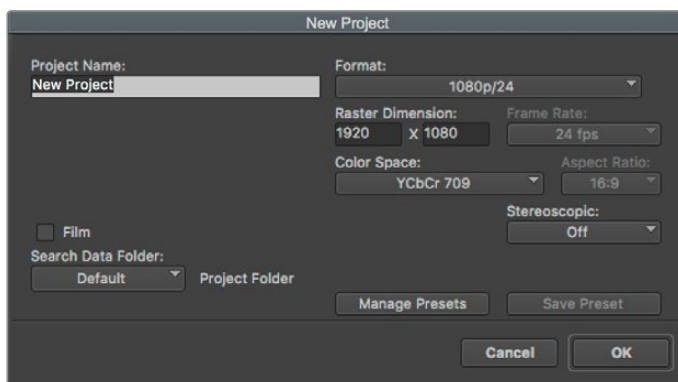 New Project
Project Name:
New Project
Format:
1080p/24
Raster Dimension:
Frame Rate:
1920 X 1080
24 fps
Color Space:
Aspect Ratio:
YCbCr 709
16:9
Stereoscopic:
Off
Film
Search Data Folder:
Default
Project Folder
Manage Presets
Save Preset
Cancel
OK